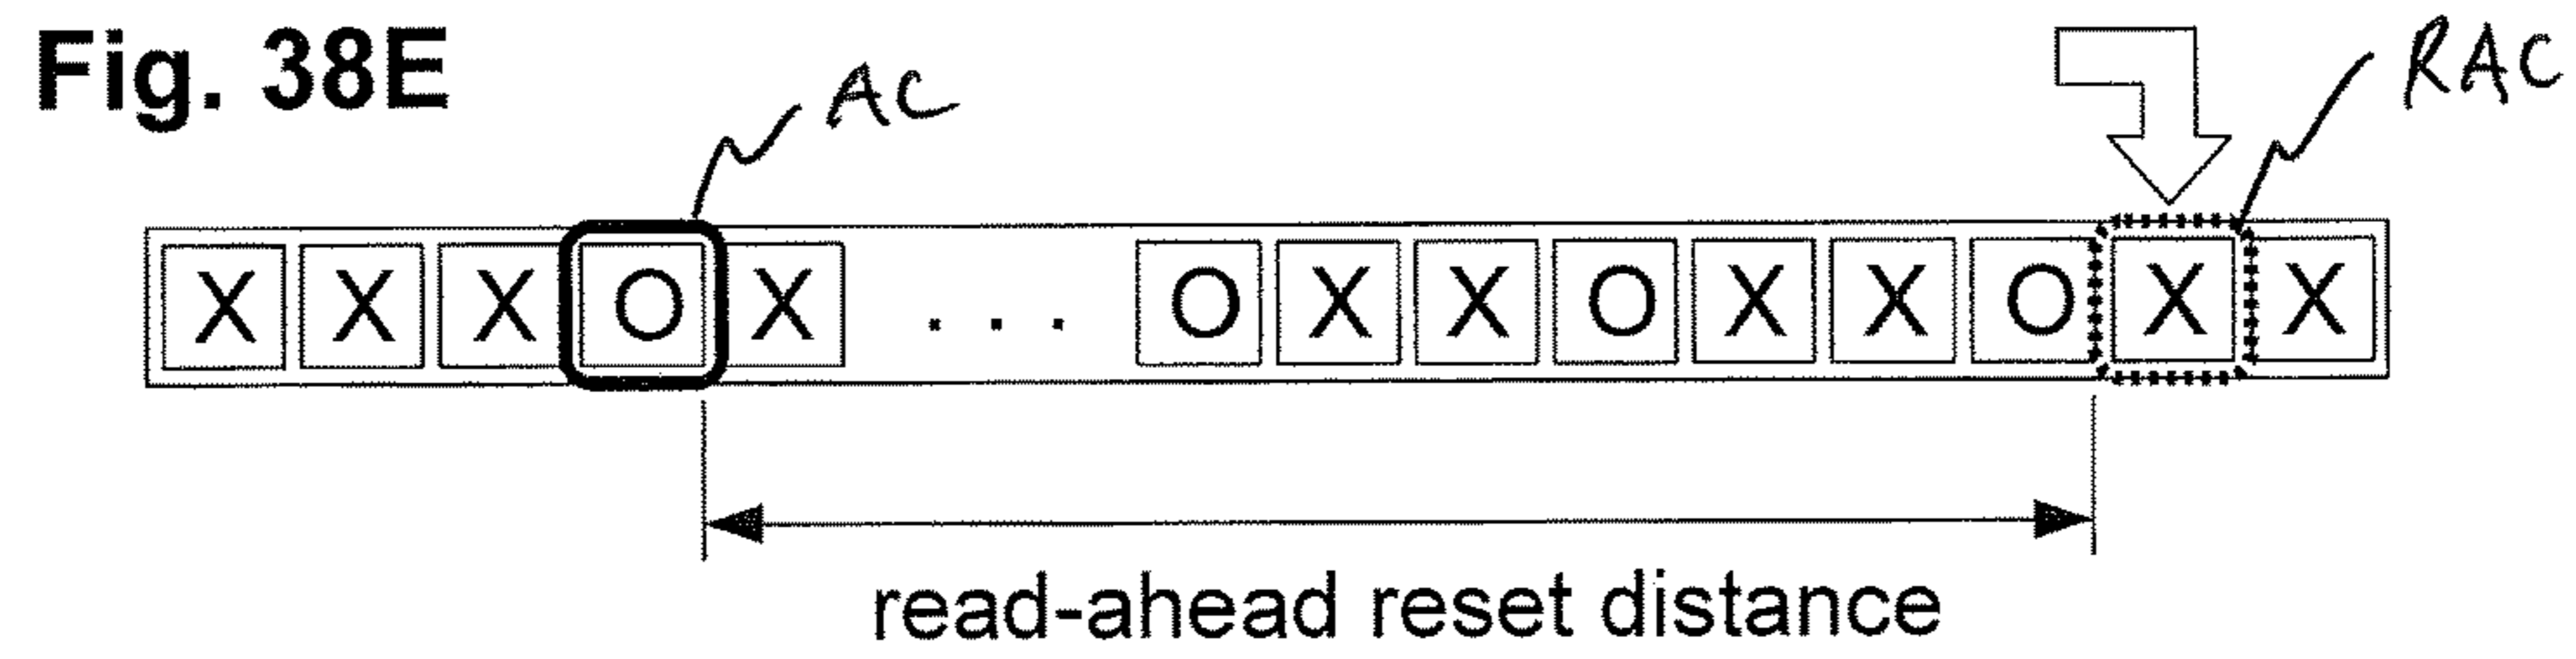 Fig. 38E
AC
RAC
X X X O X . . . O X X O X X O X X
read-ahead reset distance